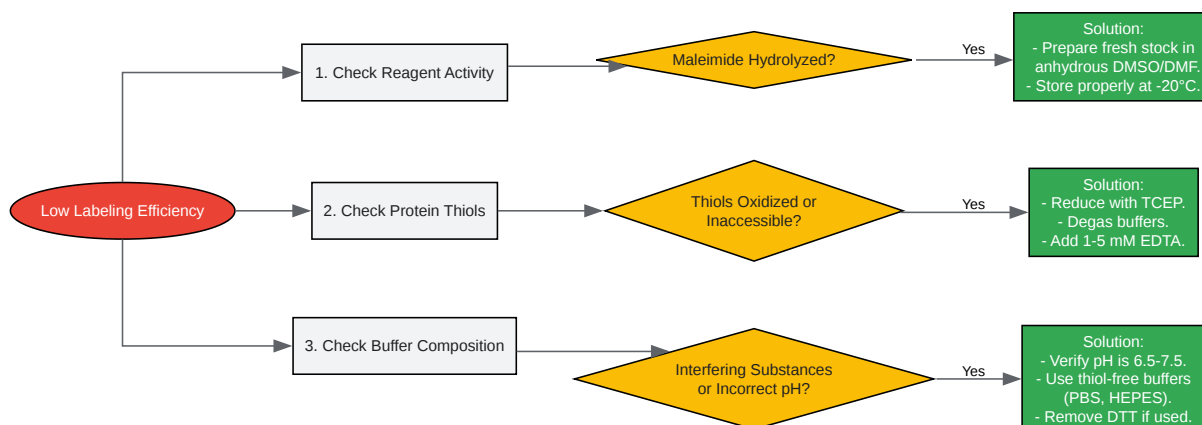 Low Labeling Efficiency
1. Check Reagent Activity
Maleimide Hydrolyzed?
Yes
Solution:
- Prepare fresh stock in
anhydrous DMSO/DMF.
- Store properly at -20°C.
2. Check Protein Thiols
Thiols Oxidized or
Inaccessible?
Yes
Solution:
- Reduce with TCEP.
- Degas buffers.
- Add 1-5 mM EDTA.
3. Check Buffer Composition
Interfering Substances
or Incorrect pH?
Yes
Solution:
- Verify pH is 6.5-7.5.
- Use thiol-free buffers
(PBS, HEPES).
- Remove DTT if used.